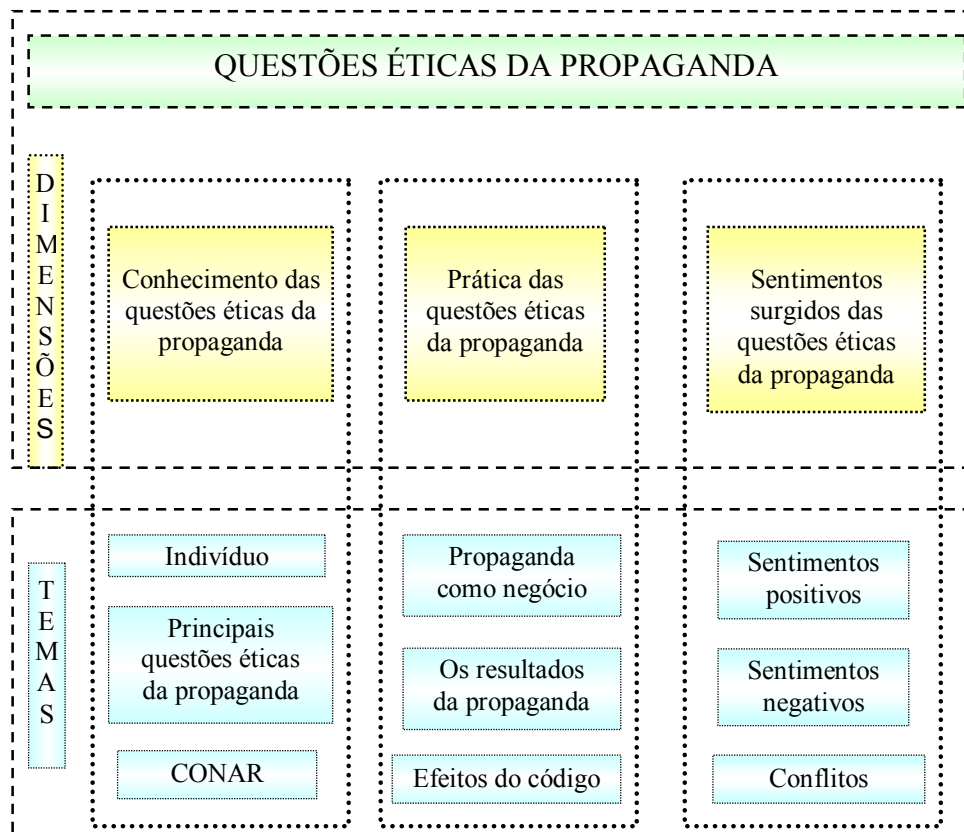 QUESTÕES ÉTICAS DA PROPAGANDA
D
I
M
E
N
S
Õ
E
S
Conhecimento das
questões éticas da
propaganda
Prática das
questões éticas
da propaganda
Sentimentos
surgidos das
questões éticas
da propaganda
T
E
M
A
S
Indivíduo
Principais
questões éticas
da propaganda
CONAR
Propaganda
como negócio
Os resultados
da propaganda
Efeitos do código
Sentimentos
positivos
Sentimentos
negativos
Conflitos